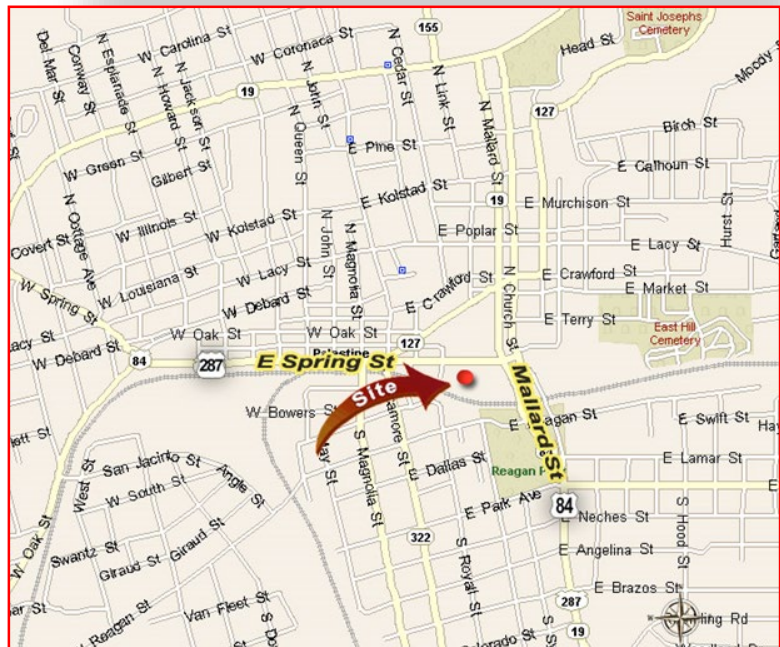 Saint Josephs
Cemetery
155
W Carolina St
W Coronaca St
Head St
Del Mar St
Conway St
N Esplanade St
N Howard St
N Jackson St
N John St
N Cedar St
N Link St
N Mallard St
19
127
N Queen St
Birch St
E Pine St
W Green St
E Calhoun St
Gilbert St
E Kolstad St
19
E Murchison St
N Cottage Ave
W Illinois St
W Kolstad St
N John St
N Magnolia St
E Poplar St
Hurst St
Covert St
E Lacy St
W Lacy St
W Louisiana St
E Crawford St
N Church St
E Crawford St
E Market St
W Spring St
W Debard St
W Oak St
W Oak St
127
E Terry St
East Hill
Cemetery
W Debard St
84
287
E Spring St
Palestine
Site
Mallard St
W Bowers St
E Swift St
E Lamar St
San Jacinto St
Angle St
West St
W South St
S Magnolia St
Dallas St
E Park Ave
84
E Neches St
S Hood St
W Oak St
Swantz St
Giraud St
Giraud St
322
S Royall St
E Angelina St
E Brazos St
Van Fleet St
287
19